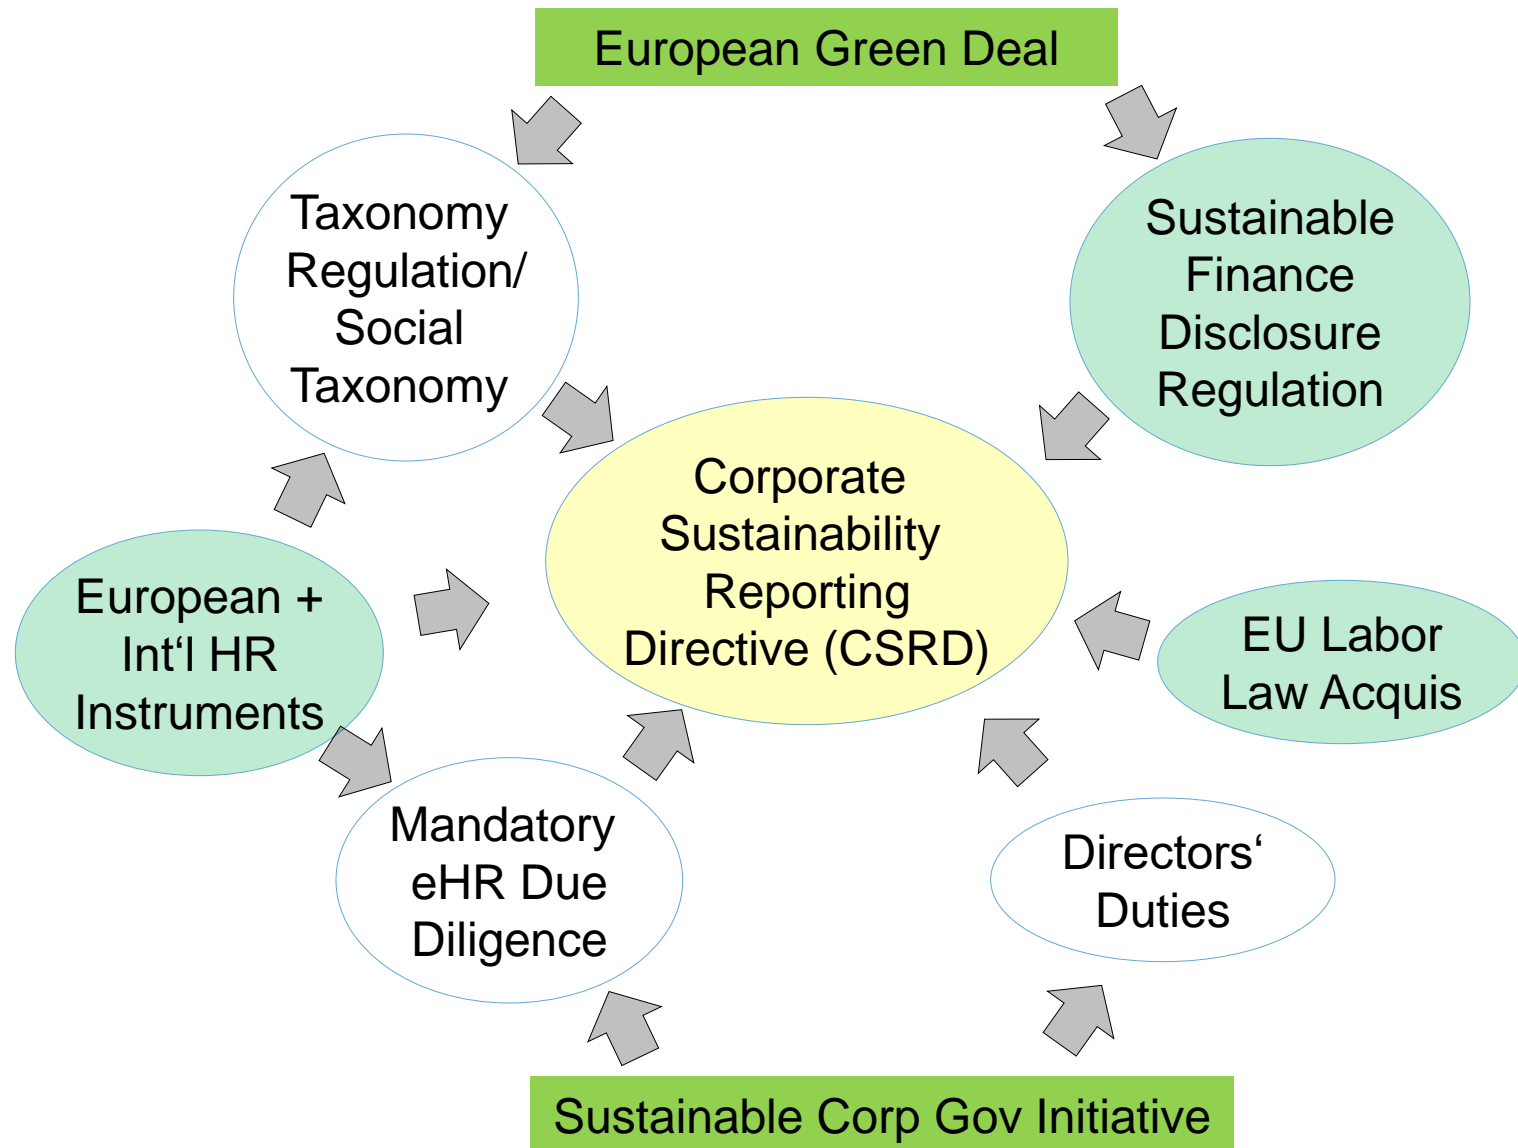 European Green Deal
Taxonomy
Regulation/
Social
Taxonomy
Sustainable
Finance
Disclosure
Regulation
Corporate
Sustainability
Reporting
Directive (CSRD)
European +
Int‘l HR
Instruments
EU Labor
Law Acquis
Mandatory
eHR Due
Diligence
Directors‘
Duties
Sustainable Corp Gov Initiative